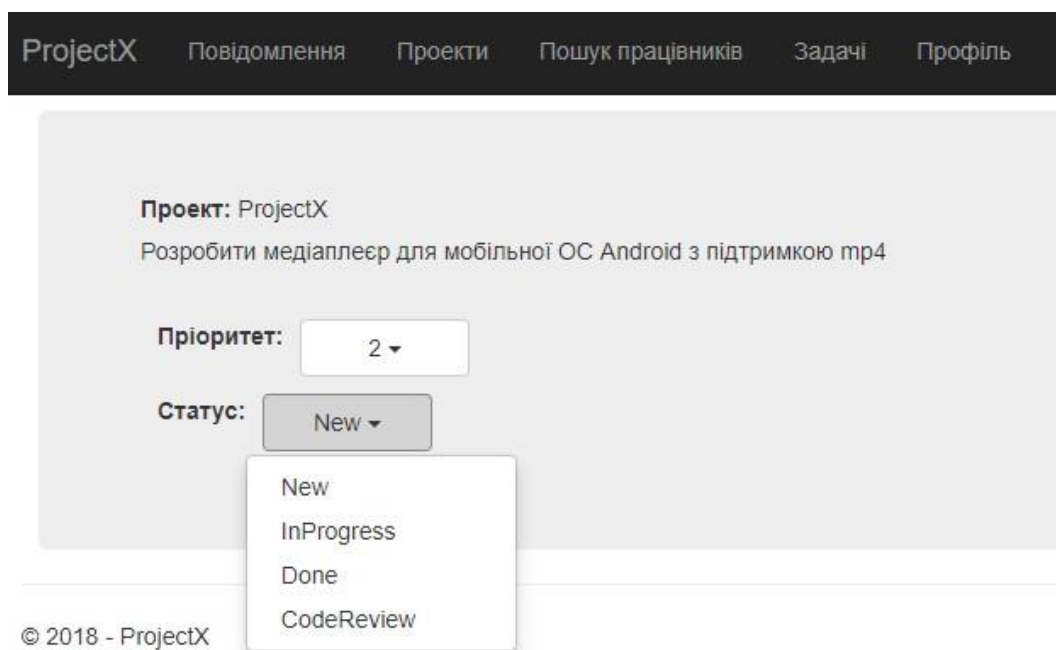 ProjectX Повідомлення Проекти Пошук працівників Задачі Профіль
Проект: ProjectX
Розробити медіаплеєр для мобільної ОС Android з підтримкою mp4
Пріоритет: 2
Статус: New
New
InProgress
Done
CodeReview
© 2018 - ProjectX